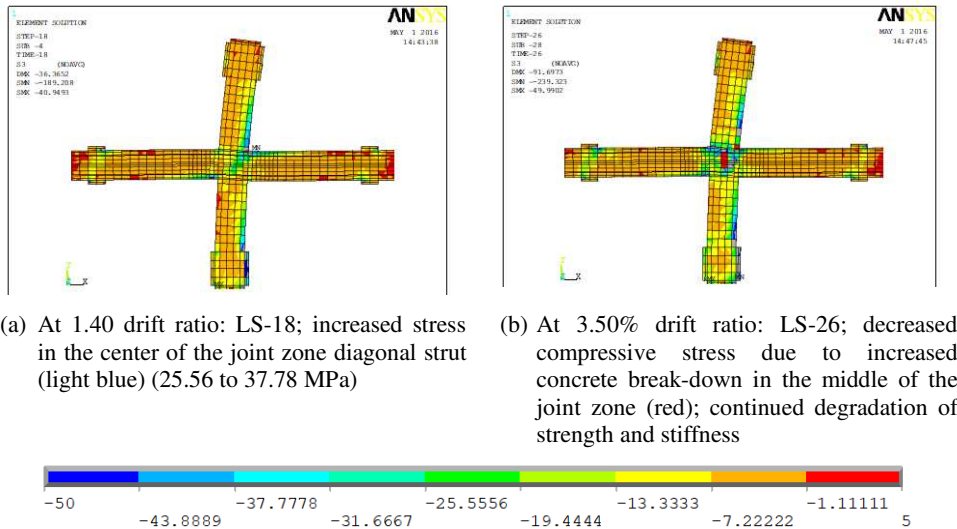 1
ELEMENT SOLUTION
STEP=18
SUB =4
TIME=18
S3 (NOAVG)
DMX =36.3652
SMN =-189.208
SMX =40.9493
ANSYS
MAY 1 2016
14:43:38
MN
Y
Z X
1
ELEMENT SOLUTION
STEP=26
SUB =28
TIME=26
S3 (NOAVG)
DMX =91.6973
SMN =-239.323
SMX =49.9902
ANSYS
MAY 1 2016
14:47:45
Y
Z X
(a) At 1.40 drift ratio: LS-18; increased stress
in the center of the joint zone diagonal strut
(light blue) (25.56 to 37.78 MPa)
(b) At 3.50% drift ratio: LS-26; decreased
compressive stress due to increased
concrete break-down in the middle of the
joint zone (red); continued degradation of
strength and stiffness
-50 -37.7778 -25.5556 -13.3333 -1.11111
-43.8889 -31.6667 -19.4444 -7.22222 5